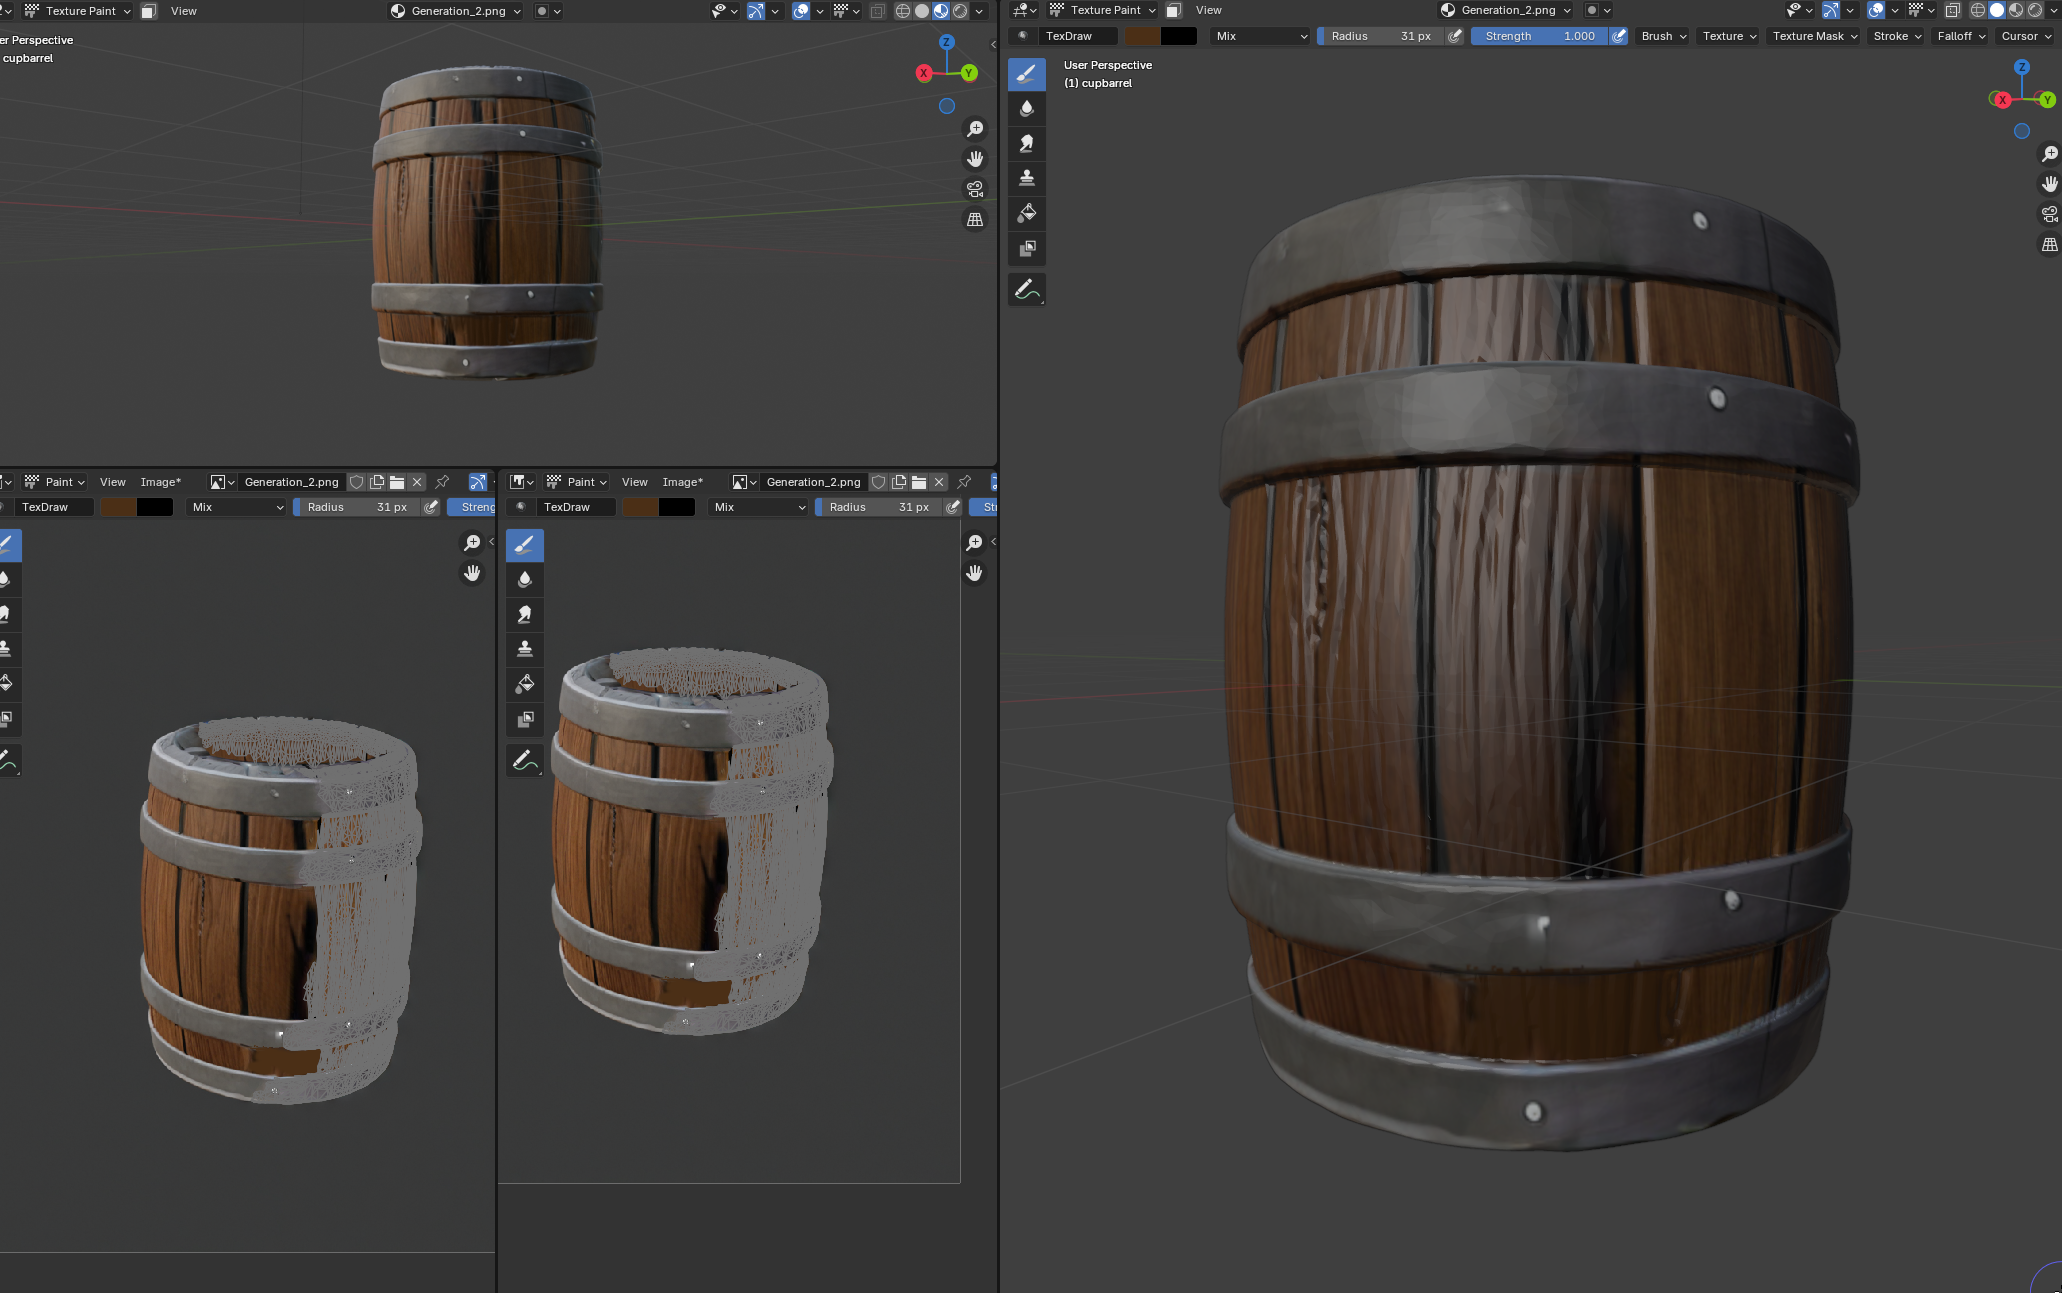 Texture Paint View Generation_2.png
er Perspective
cupbarrel
Z
X Y
Paint View Image* Generation_2.png
TexDraw Mix Radius 31 px Streng
Paint View Image* Generation_2.png
TexDraw Mix Radius 31 px Str
Texture Paint View Generation_2.png
TexDraw Mix Radius 31 px Strength 1.000 Brush Texture Texture Mask Stroke Falloff Cursor
User Perspective
(1) cupbarrel
Z
X Y